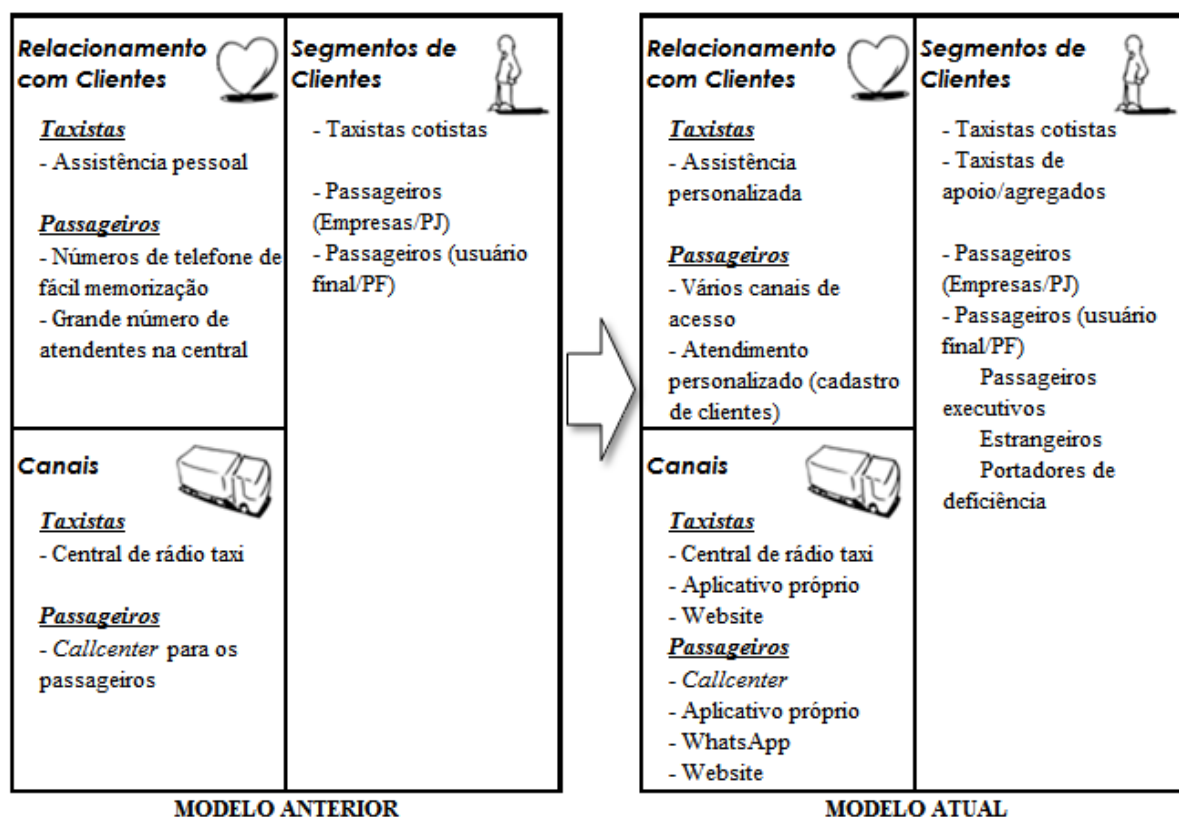 Relacionamento
com Clientes
Taxistas
- Assistência pessoal
Passageiros
- Números de telefone de
fácil memorização
- Grande número de
atendentes na central
Segmentos de
Clientes
- Taxistas cotistas
- Passageiros
(Empresas/PJ)
- Passageiros (usuário
final/PF)
Canais
Taxistas
- Central de rádio taxi
Passageiros
- Callcenter para os
passageiros
MODELO ANTERIOR
Relacionamento
com Clientes
Taxistas
- Assistência
personalizada
Passageiros
- Vários canais de
acesso
- Atendimento
personalizado (cadastro
de clientes)
Segmentos de
Clientes
- Taxistas cotistas
- Taxistas de
apoio/agregados
- Passageiros
(Empresas/PJ)
- Passageiros (usuário
final/PF)
Passageiros
executivos
Estrangeiros
Portadores de
deficiência
Canais
Taxistas
- Central de rádio taxi
- Aplicativo próprio
- Website
Passageiros
- Callcenter
- Aplicativo próprio
- WhatsApp
- Website
MODELO ATUAL